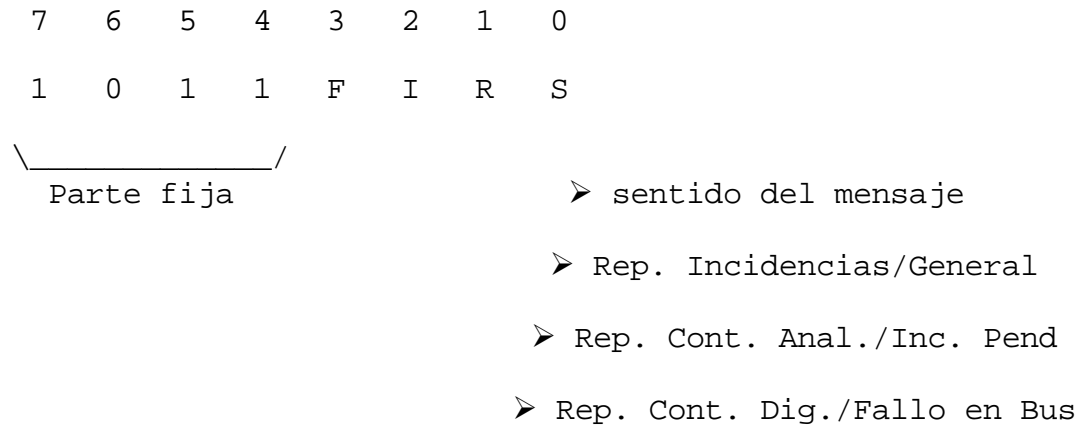 7 6 5 4 3 2 1 0
1 0 1 1 F I R S
\_____________/
Parte fija
➢ sentido del mensaje
➢ Rep. Incidencias/General
➢ Rep. Cont. Anal./Inc. Pend
➢ Rep. Cont. Dig./Fallo en Bus